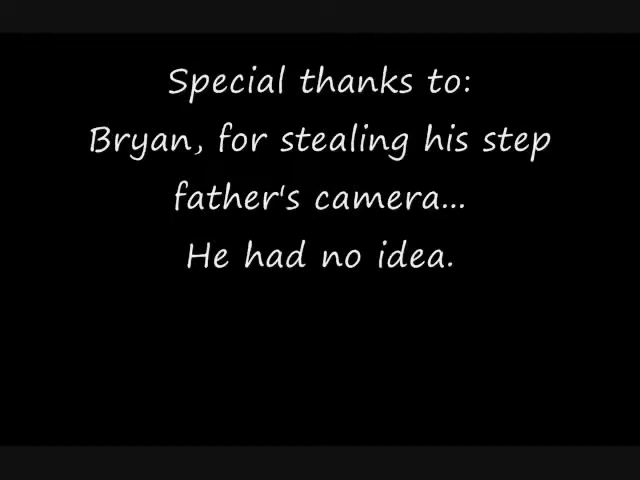 Special thanks to:
Bryan, for stealing his step
father's camera...
He had no idea.